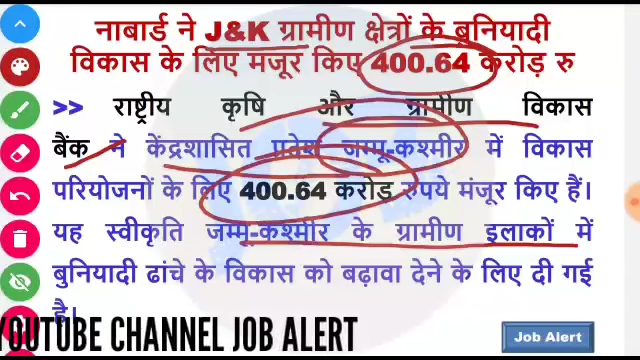 नाबार्ड ने J&K ग्रामीण क्षेत्रों के बुनियादी
विकास के लिए मंजूर किए 400.64 करोड़ रु
>> राष्ट्रीय कृषि और ग्रामीण विकास
बैंक ने केंद्रशासित प्रदेश जम्मू-कश्मीर में विकास
परियोजनों के लिए 400.64 करोड़ रुपये मंजूर किए हैं।
यह स्वीकृति जम्मू-कश्मीर के ग्रामीण इलाकों में
बुनियादी ढांचे के विकास को बढ़ावा देने के लिए दी गई
है।
YOUTUBE CHANNEL JOB ALERT
Job Alert